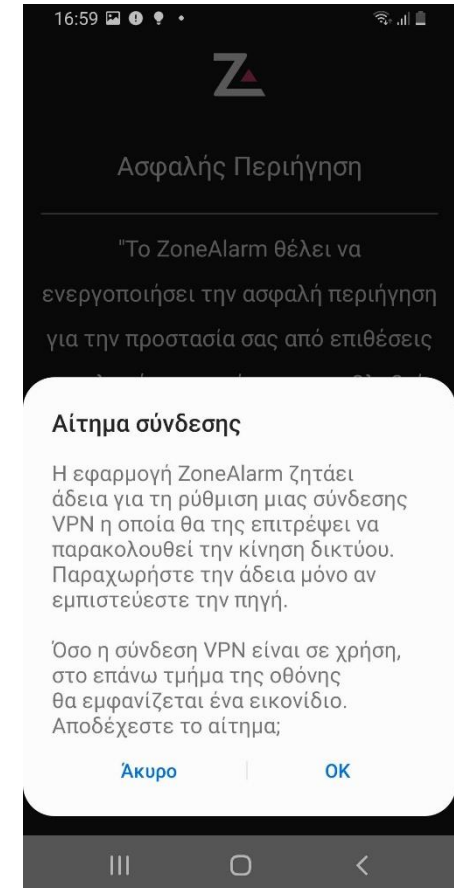 16:59
Ασφαλής Περιήγηση
"Το ZoneAlarm θέλει να
ενεργοποιήσει την ασφαλή περιήγηση
για την προστασία σας από επιθέσεις
Αίτημα σύνδεσης
Η εφαρμογή ZoneAlarm ζητάει
άδεια για τη ρύθμιση μιας σύνδεσης
VPN η οποία θα της επιτρέψει να
παρακολουθεί την κίνηση δικτύου.
Παραχωρήστε την άδεια μόνο αν
εμπιστεύεστε την πηγή.
Όσο η σύνδεση VPN είναι σε χρήση,
στο επάνω τμήμα της οθόνης
θα εμφανίζεται ένα εικονίδιο.
Αποδέχεστε το αίτημα;
Άκυρο OK